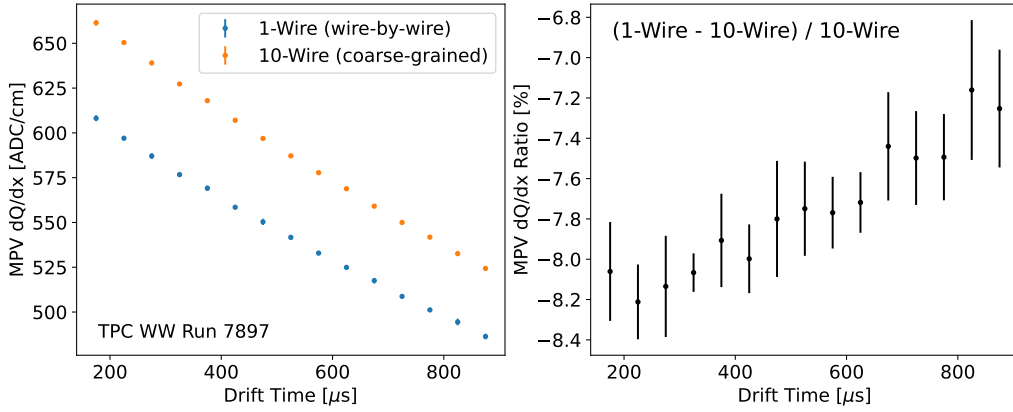 MPV dQ/dx [ADC/cm]
650
625
600
575
550
525
500
1-Wire (wire-by-wire)
10-Wire (coarse-grained)
TPC WW Run 7897
200 400 600 800
Drift Time [μs]
MPV dQ/dx Ratio [%]
−6.8
−7.0
−7.2
−7.4
−7.6
−7.8
−8.0
−8.2
−8.4
(1-Wire - 10-Wire) / 10-Wire
200 400 600 800
Drift Time [μs]